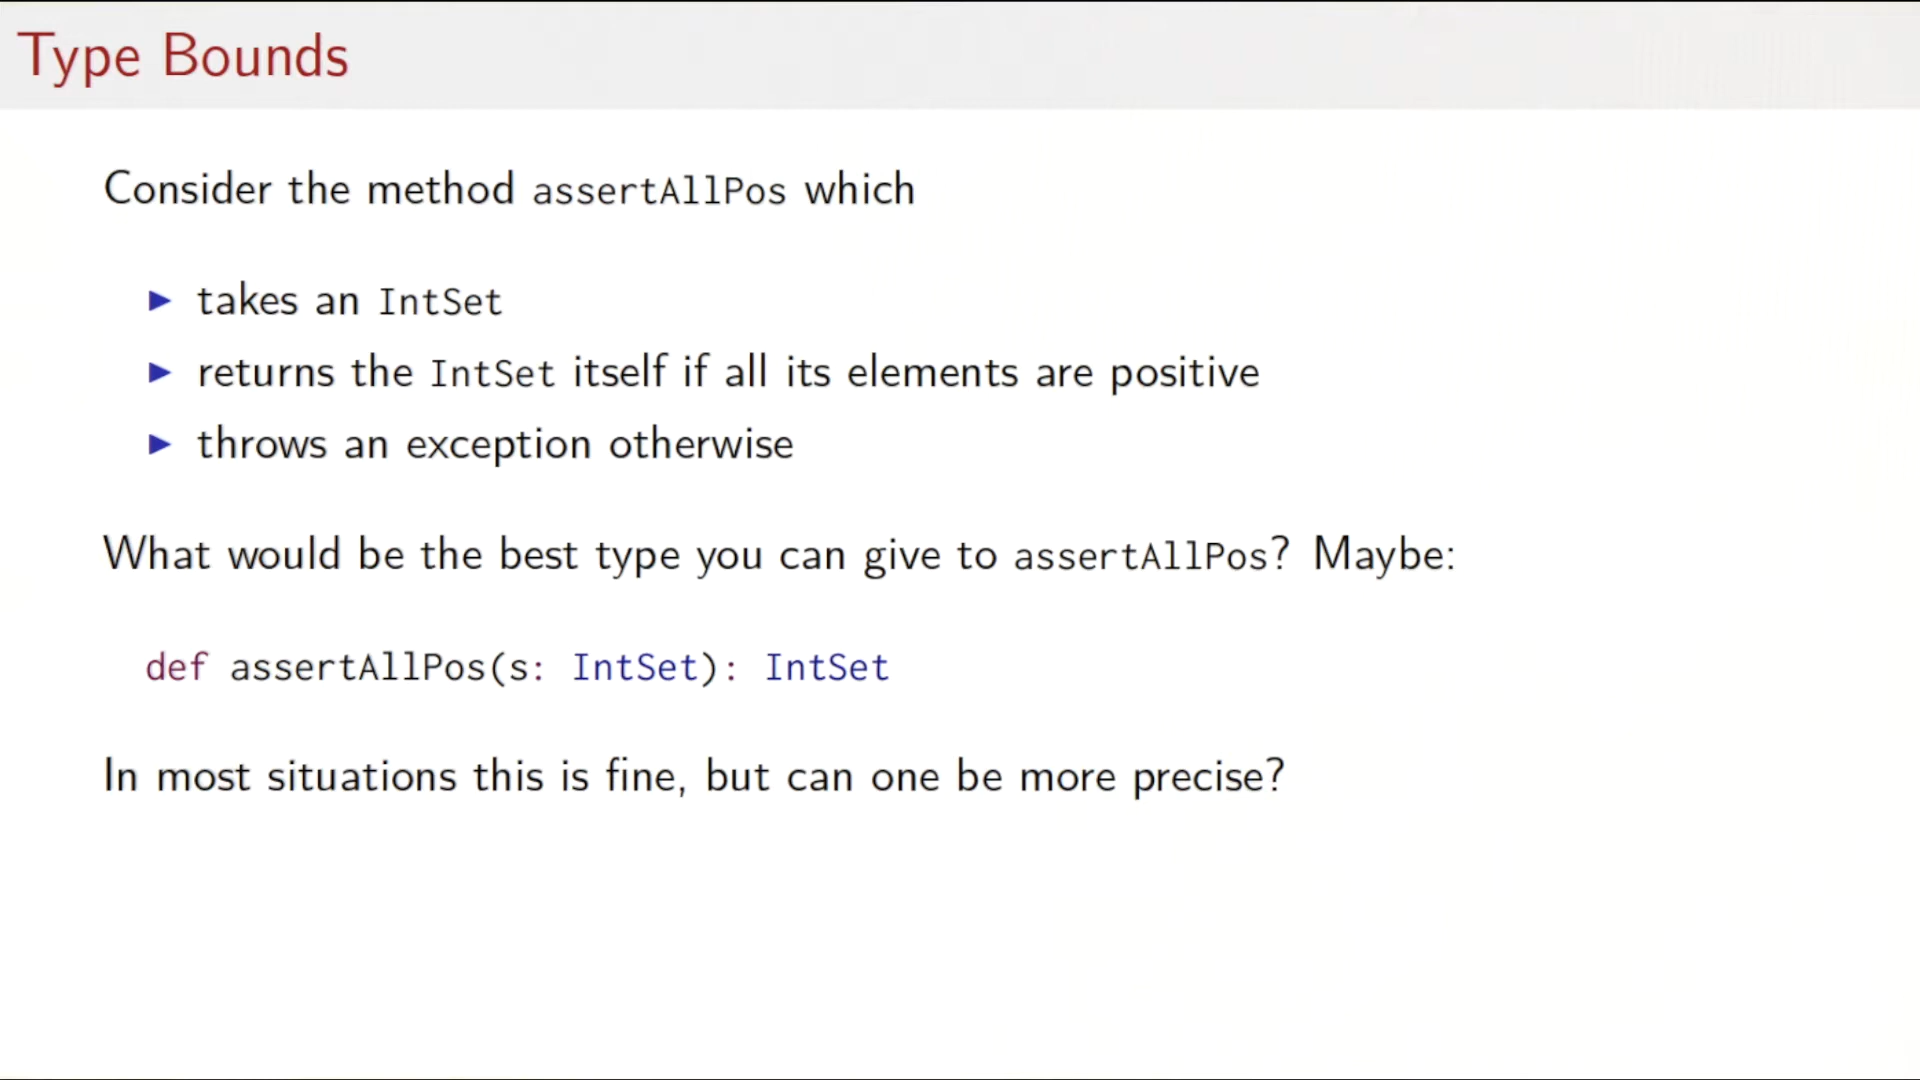 Type Bounds
Consider the method assertAllPos which
▶ takes an IntSet
▶ returns the IntSet itself if all its elements are positive
▶ throws an exception otherwise
What would be the best type you can give to assertAllPos? Maybe:
def assertAllPos(s: IntSet): IntSet
In most situations this is fine, but can one be more precise?